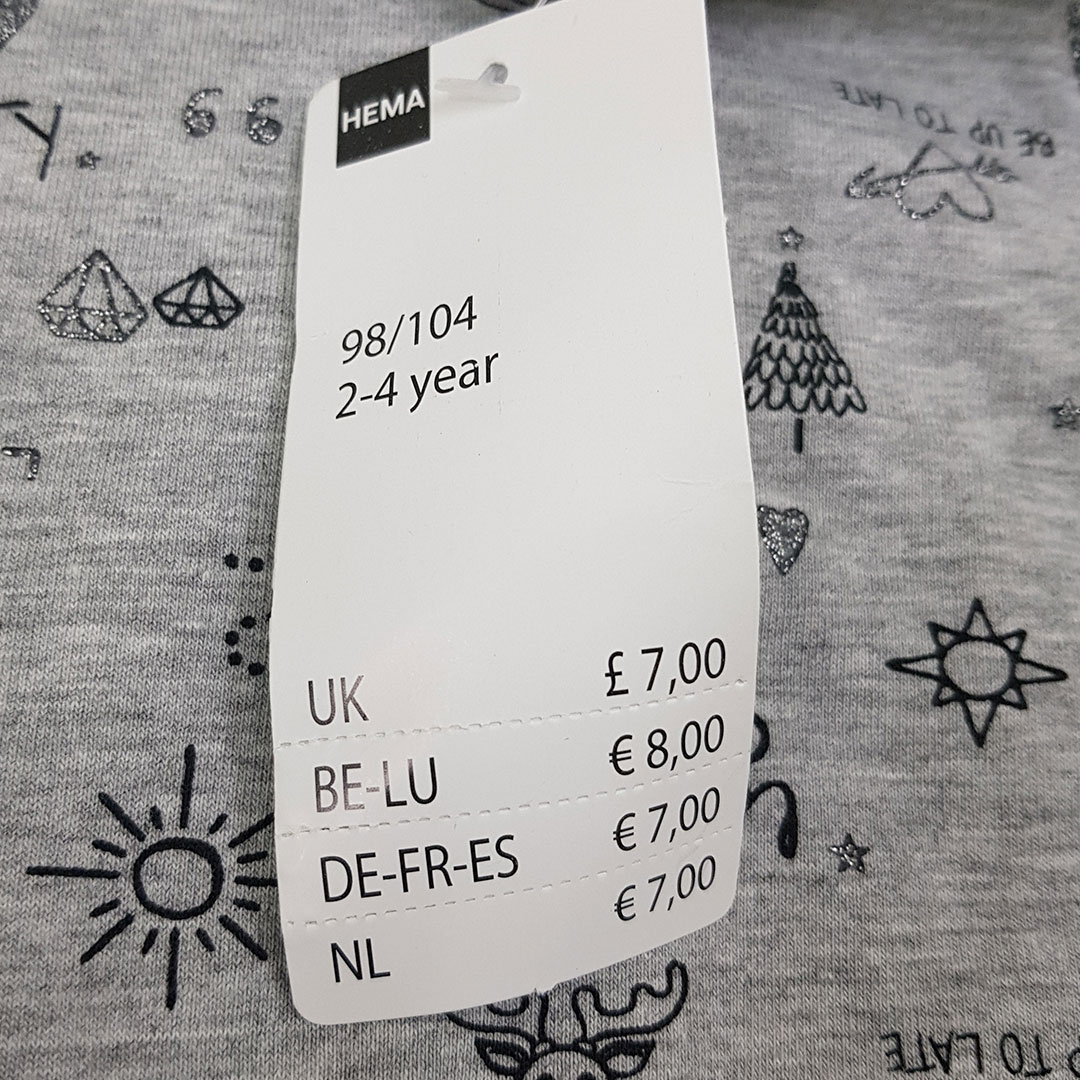 HEMA
98/104
2-4 year
UK £ 7,00
BE-LU € 8,00
DE-FR-ES € 7,00
NL € 7,00
Y.
66
BE UP TO LATE
TO LATE